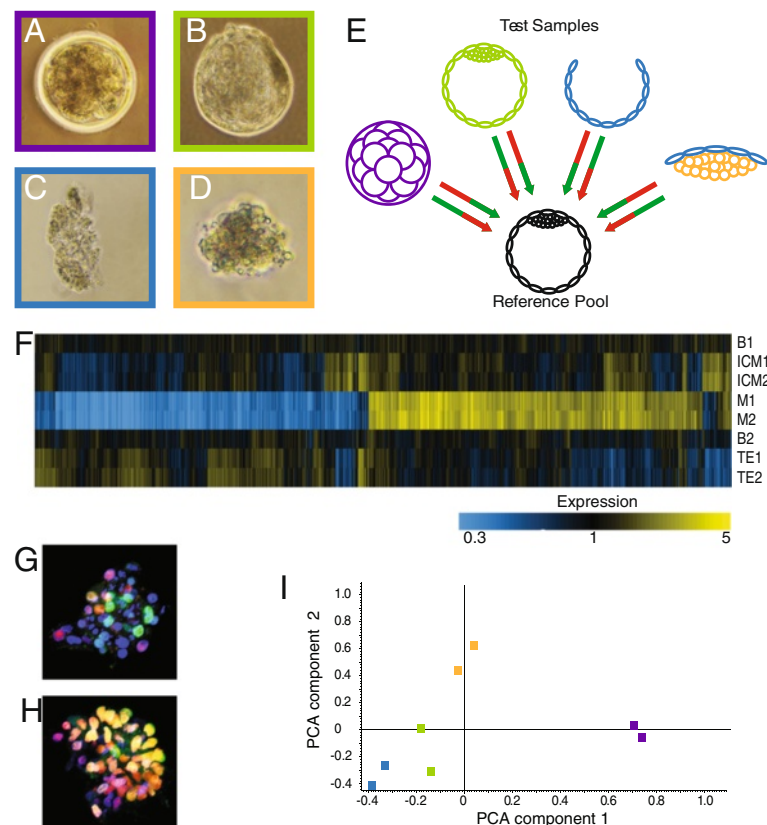 A
B
C
D
E
Test Samples
Reference Pool
F
B1
ICM1
ICM2
M1
M2
B2
TE1
TE2
Expression
0.3
1
5
G
H
I
PCA component 2
1.0
0.8
0.6
0.4
0.2
0
-0.2
-0.4
-0.4 -0.2 0 0.2 0.4 0.6 0.8 1.0
PCA component 1